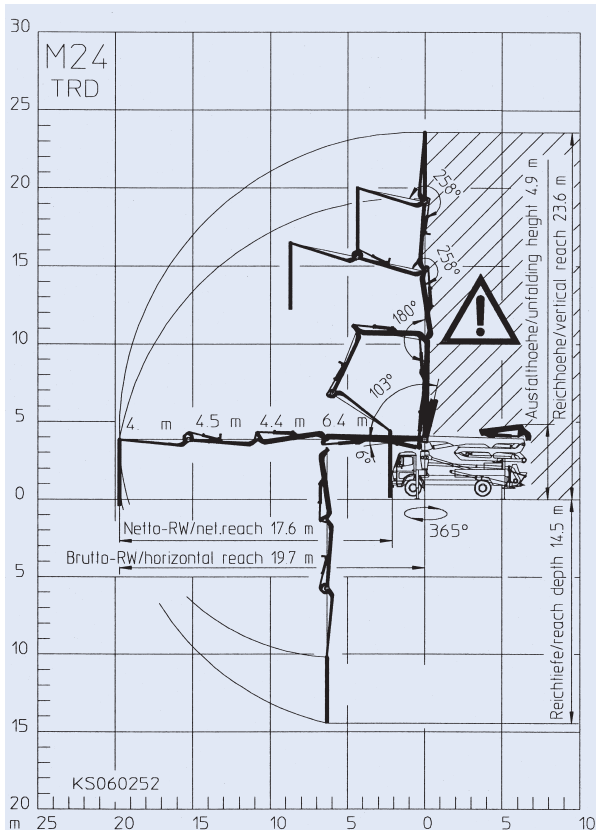 30
M24
TRD
25
20
15
10
5
0
5
10
15
20
m 25 20 15 10 5 0 5 10
258°
258°
180°
103°
6°
4. m 4.5 m 4.4 m 6.4 m
365°
Netto-RW/net.reach 17.6 m
Brutto-RW/horizontal reach 19.7 m
Ausfalthoehe/unfalding height 4.9 m
Reichhoehe/vertical reach 23.6 m
Reichtiefe/reach depth 14.5 m
!
KS060252